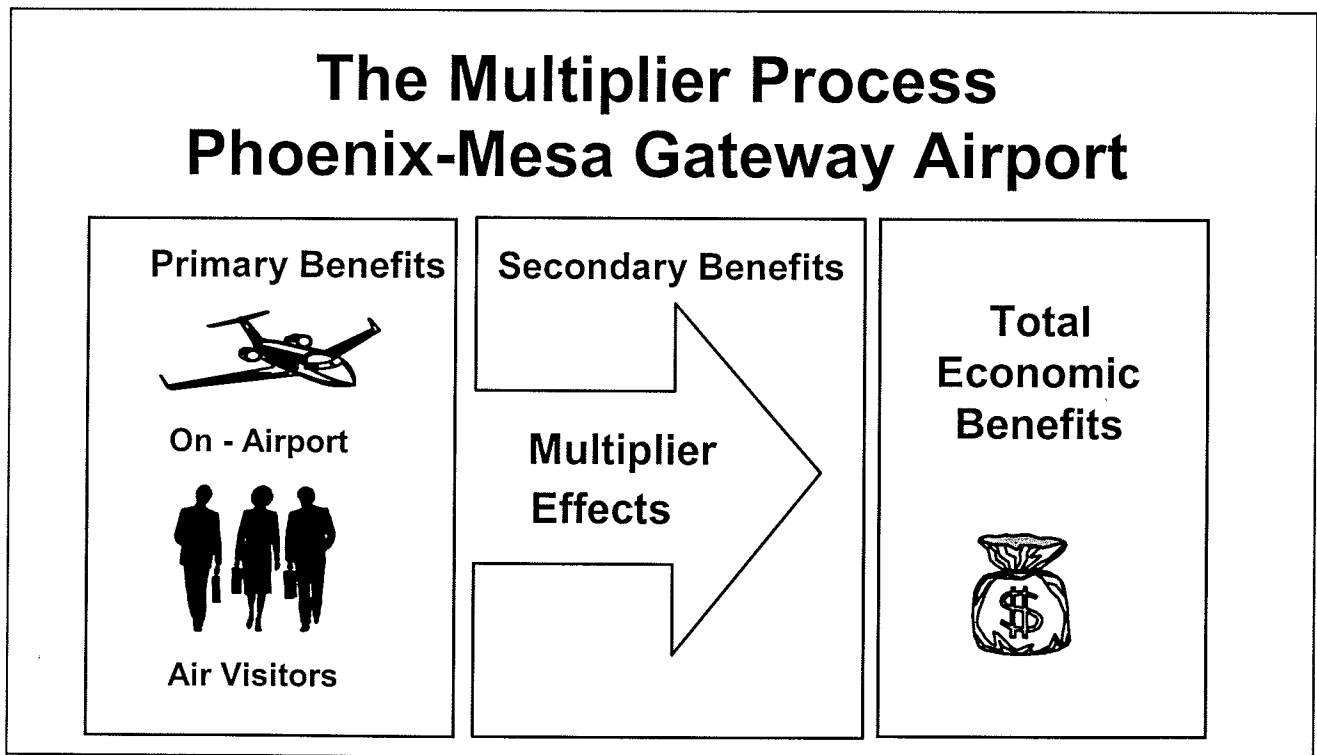 The Multiplier Process
Phoenix-Mesa Gateway Airport
Primary Benefits
On - Airport
Air Visitors
Secondary Benefits
Multiplier
Effects
Total
Economic
Benefits
$